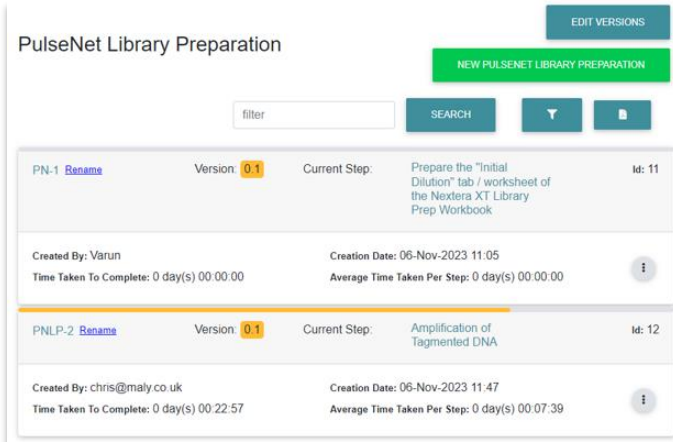 EDIT VERSIONS
PulseNet Library Preparation
NEW PULSENET LIBRARY PREPARATION
filter
SEARCH
PN-1 Rename Version: 0.1 Current Step: Prepare the "Initial Id: 11
Dilution" tab / worksheet of
the Nextera XT Library
Prep Workbook
Created By: Varun Creation Date: 06-Nov-2023 11:05
Time Taken To Complete: 0 day(s) 00:00:00 Average Time Taken Per Step: 0 day(s) 00:00:00
PNLP-2 Rename Version: 0.1 Current Step: Amplification of Id: 12
Tagmented DNA
Created By: chris@maly.co.uk Creation Date: 06-Nov-2023 11:47
Time Taken To Complete: 0 day(s) 00:22:57 Average Time Taken Per Step: 0 day(s) 00:07:39